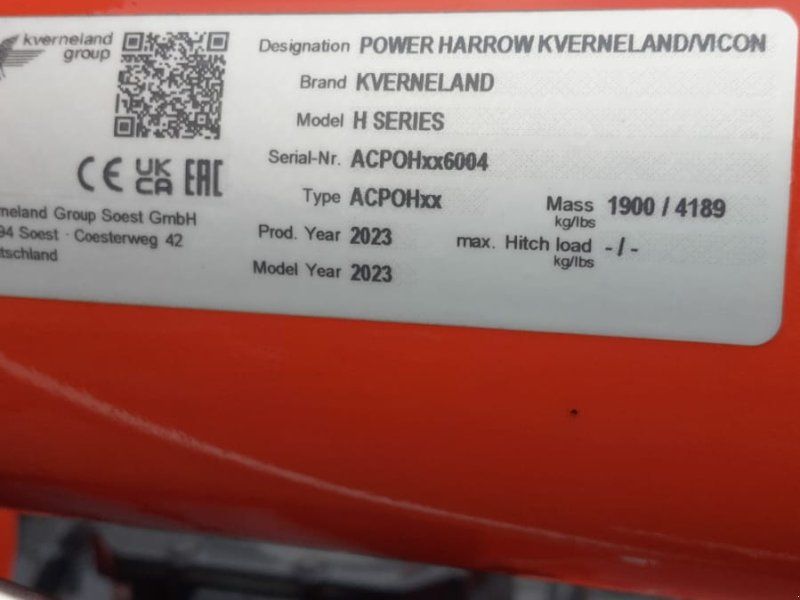 kverneland
group
Designation POWER HARROW KVERNELAND/VICON
Brand KVERNELAND
Model H SERIES
Serial-Nr. ACPOHxx6004
Type ACPOHxx
Mass 1900 / 4189
kg/lbs
Prod. Year 2023
max. Hitch load - / -
kg/lbs
Model Year 2023
CE UK CA EAC
rneland Group Soest GmbH
94 Soest · Coesterweg 42
tschland